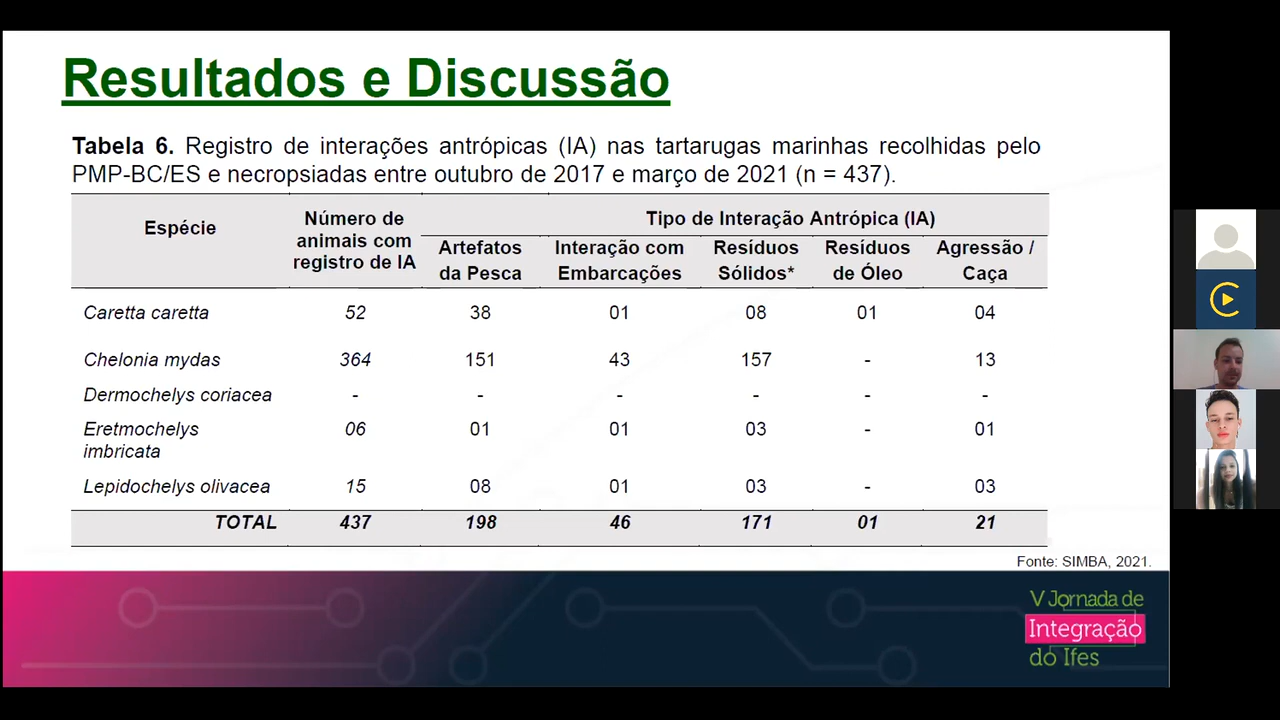 Resultados e Discussão
Tabela 6. Registro de interações antrópicas (IA) nas tartarugas marinhas recolhidas pelo
PMP-BC/ES e necropsiadas entre outubro de 2017 e março de 2021 (n = 437).
Espécie Número de animais com registro de IA Tipo de Interação Antrópica (IA)
Artefatos da Pesca Interação com Embarcações Resíduos Sólidos* Resíduos de Óleo Agressão / Caça
Caretta caretta 52 38 01 08 01 04
Chelonia mydas 364 151 43 157 - 13
Dermochelys coriacea - - - - - -
Eretmochelys imbricata 06 01 01 03 - 01
Lepidochelys olivacea 15 08 01 03 - 03
TOTAL 437 198 46 171 01 21
Fonte: SIMBA, 2021.
V Jornada de
Integração
do Ifes